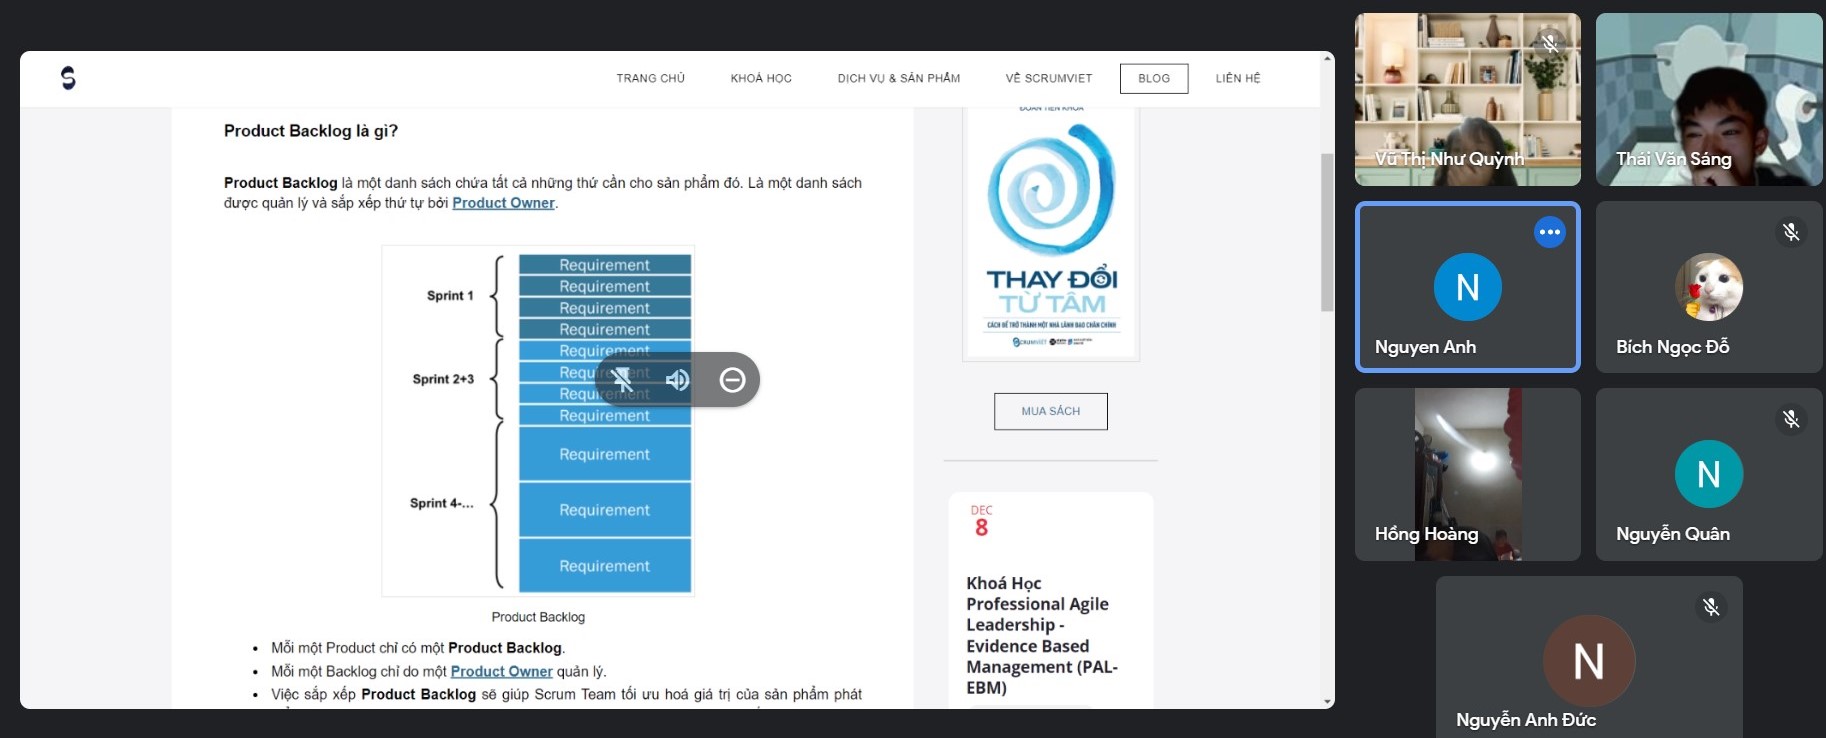 TRANG CHỦ
KHOÁ HỌC
DỊCH VỤ & SẢN PHẨM
VỀ SCRUMVIET
BLOG
LIÊN HỆ
Product Backlog là gì?
Product Backlog là một danh sách chứa tất cả những thứ cần cho sản phẩm đó. Là một danh sách
được quản lý và sắp xếp thứ tự bởi Product Owner.
Sprint 1
Requirement
Requirement
Requirement
Requirement
Sprint 2+3
Requirement
Requ
Requ
Requirement
Sprint 4-...
Requirement
Requirement
Requirement
Product Backlog
• Mỗi một Product chỉ có một Product Backlog.
• Mỗi một Backlog chỉ do một Product Owner quản lý.
• Việc sắp xếp Product Backlog sẽ giúp Scrum Team tối ưu hoá giá trị của sản phẩm phát
ĐOÀN TIẾN KHOA
THAY ĐỔI
TỪ TÂM
CÁCH ĐỂ TRỞ THÀNH MỘT NHÀ LÃNH ĐẠO CHÂN CHÍNH
SCRUMVIET
MUA SÁCH
DEC
8
Khoá Học
Professional Agile
Leadership -
Evidence Based
Management (PAL-
EBM)
Vũ Thị Như Quỳnh
Thái Văn Sáng
N
Nguyen Anh
Bích Ngọc Đỗ
Hồng Hoàng
N
Nguyễn Quân
N
Nguyễn Anh Đức